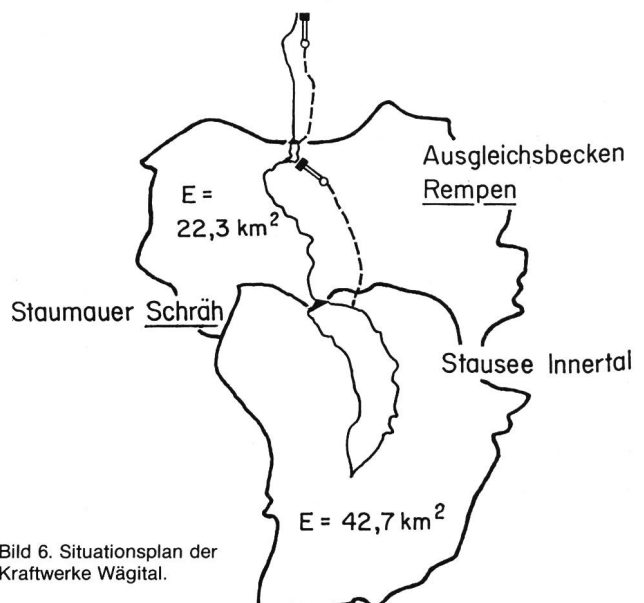 Ausgleichsbecken
Rempen
E =
22,3 km²
Staumauer Schräh
Stausee Innertal
E = 42,7 km²
Bild 6. Situationsplan der
Kraftwerke Wägital.